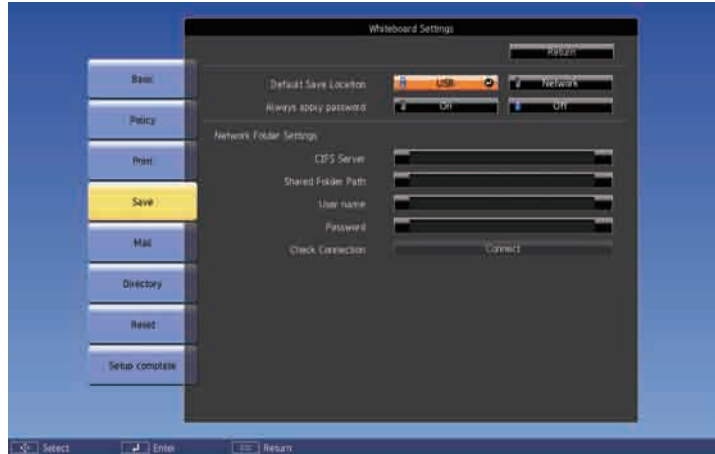 Whiteboard Settings
Return
Basic
Policy
Print
Save
Mail
Directory
Reset
Setup complete
Default Save Location USB Network
Always apply password On Off
Network Folder Settings
CIFS Server
Shared Folder Path
User name
Password
Check Connection Connect
Select Enter Return